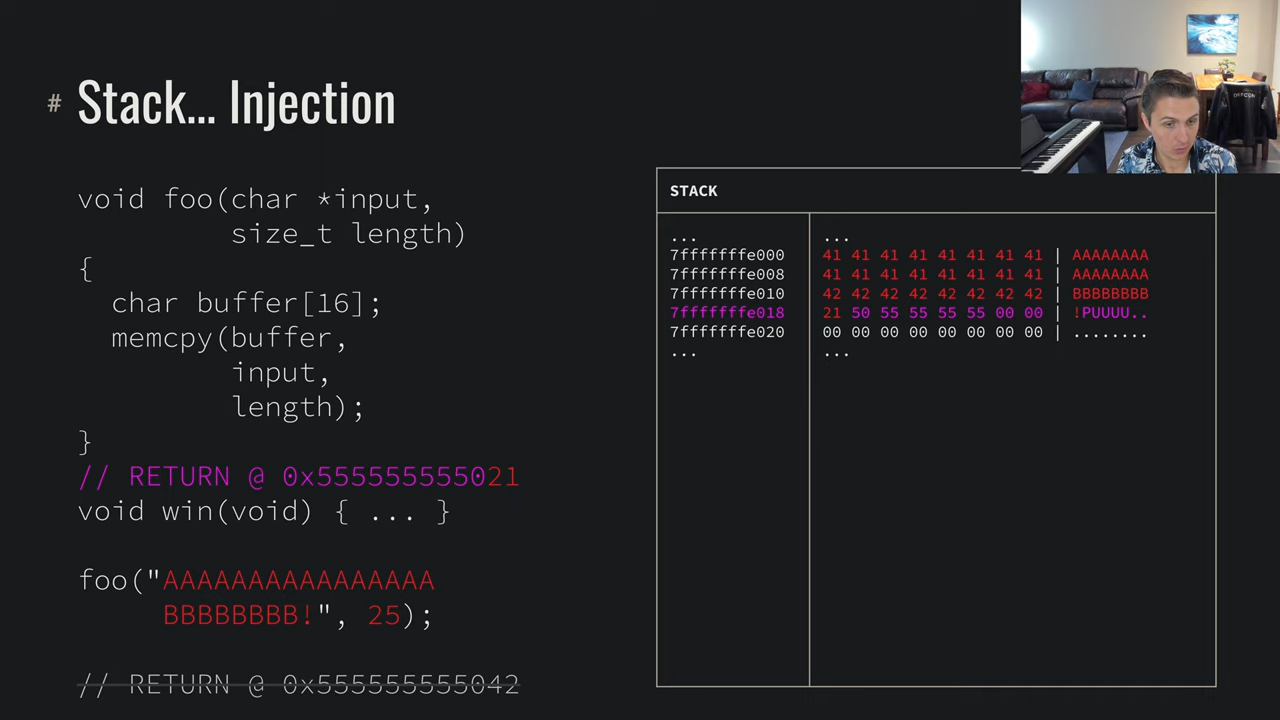 # Stack... Injection
void foo(char *input,
size_t length)
{
char buffer[16];
memcpy(buffer,
input,
length);
}
// RETURN @ 0x555555555021
void win(void) { ... }
foo("AAAAAAAAAAAAAAAA
BBBBBBBB!", 25);
// RETURN @ 0x555555555042
STACK
... ...
7fffffffe000 41 41 41 41 41 41 41 41 | AAAAAAAA
7fffffffe008 41 41 41 41 41 41 41 41 | AAAAAAAA
7fffffffe010 42 42 42 42 42 42 42 42 | BBBBBBBB
7fffffffe018 21 50 55 55 55 55 00 00 | !PUUUU..
7fffffffe020 00 00 00 00 00 00 00 00 | ........
... ...
DEFCON